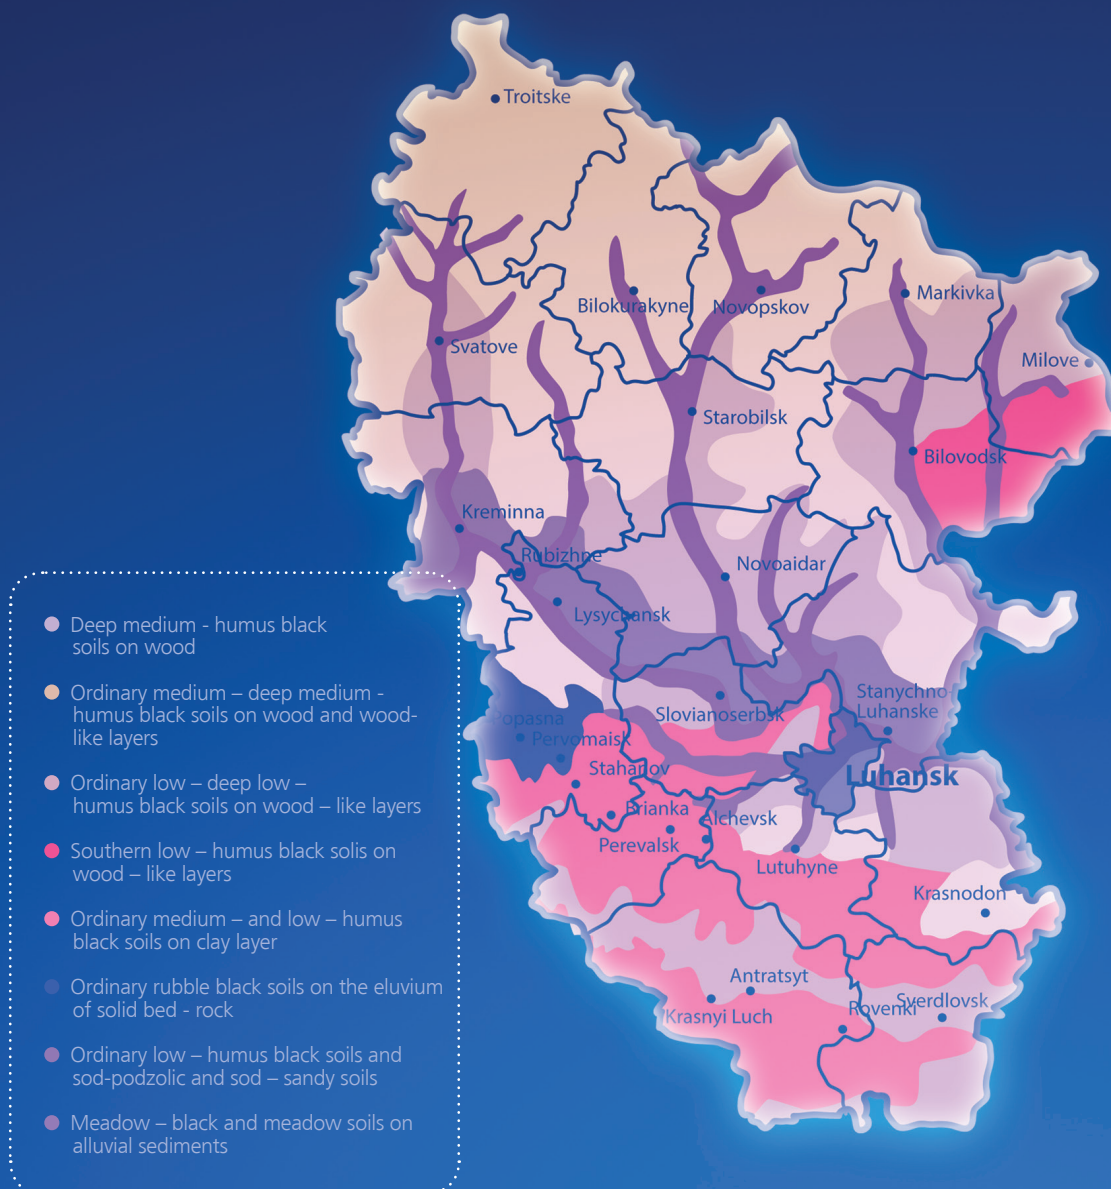 Troitske
Bilokurakyne
Novopskov
Markivka
Svatove
Milove
Starobilsk
Bilovodsk
Kreminna
Rubizhne
Novoaidar
Lysychansk
Slovianoserbsk
Stanychno-
Luhanske
Popasna
Pervomaisk
Stahanov
Luhansk
Brianka
Alchevsk
Perevalsk
Lutuhyne
Krasnodon
Antratsyt
Krasnyi Luch
Rovenki
Sverdlovsk
Deep medium - humus black
soils on wood
Ordinary medium – deep medium -
humus black soils on wood and wood-
like layers
Ordinary low – deep low –
humus black soils on wood – like layers
Southern low – humus black solis on
wood – like layers
Ordinary medium – and low – humus
black soils on clay layer
Ordinary rubble black soils on the eluvium
of solid bed - rock
Ordinary low – humus black soils and
sod-podzolic and sod – sandy soils
Meadow – black and meadow soils on
alluvial sediments